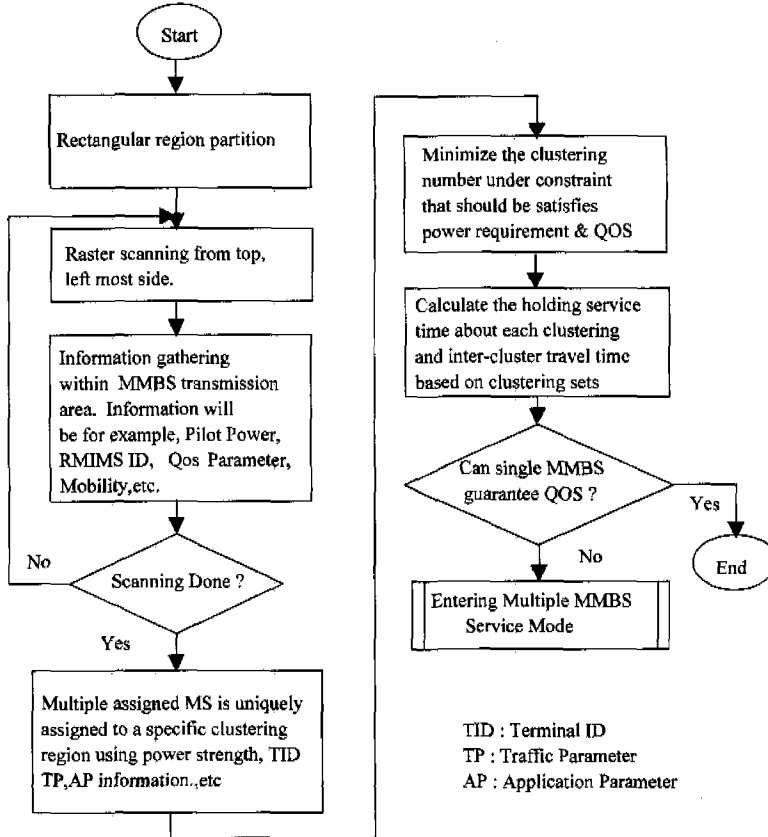 Start
Rectangular region partition
Raster scanning from top,
left most side.
Information gathering
within MMBS transmission
area. Information will
be for example, Pilot Power,
RMIMS ID, Qos Parameter,
Mobility,etc.
No
Scanning Done ?
Yes
Multiple assigned MS is uniquely
assigned to a specific clustering
region using power strength, TID
TP,AP information.,etc
Minimize the clustering
number under constraint
that should be satisfies
power requirement & QOS
Calculate the holding service
time about each clustering
and inter-cluster travel time
based on clustering sets
Can single MMBS
guarantee QOS ?
Yes
No
End
Entering Multiple MMBS
Service Mode
TID : Terminal ID
TP : Traffic Parameter
AP : Application Parameter